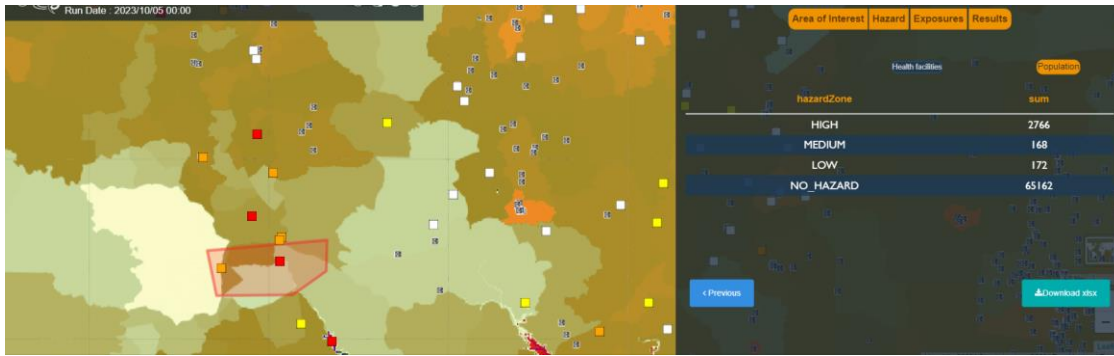 Run Date : 2023/10/05 00:00
Area of Interest Hazard Exposures Results
Health facilities Population
hazardZone sum
HIGH 2766
MEDIUM 168
LOW 172
NO_HAZARD 65162
< Previous
Download xlsx